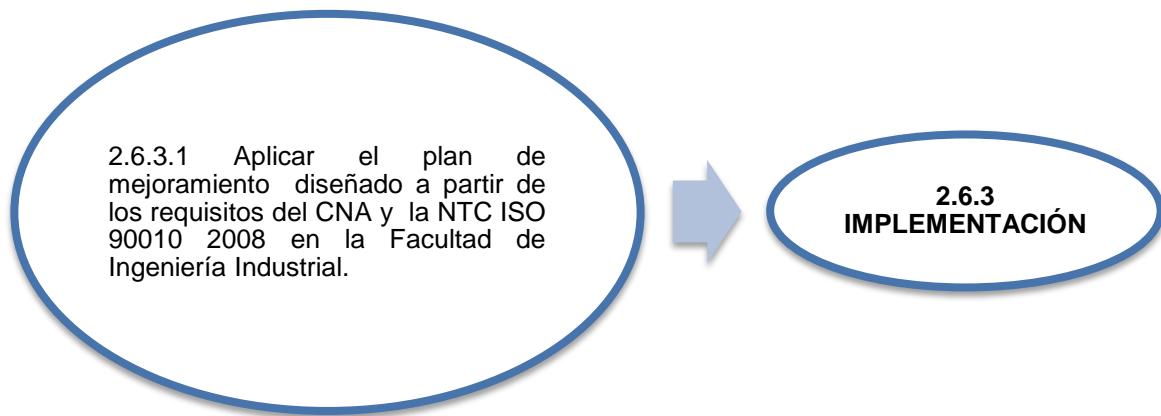 2.6.3.1 Aplicar el plan de
mejoramiento diseñado a partir de
los requisitos del CNA y la NTC ISO
90010 2008 en la Facultad de
Ingeniería Industrial.
2.6.3
IMPLEMENTACIÓN